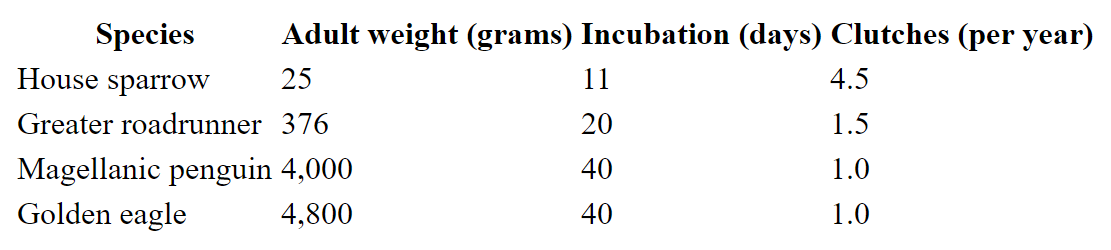 Species Adult weight (grams) Incubation (days) Clutches (per year)
House sparrow 25 11 4.5
Greater roadrunner 376 20 1.5
Magellanic penguin 4,000 40 1.0
Golden eagle 4,800 40 1.0